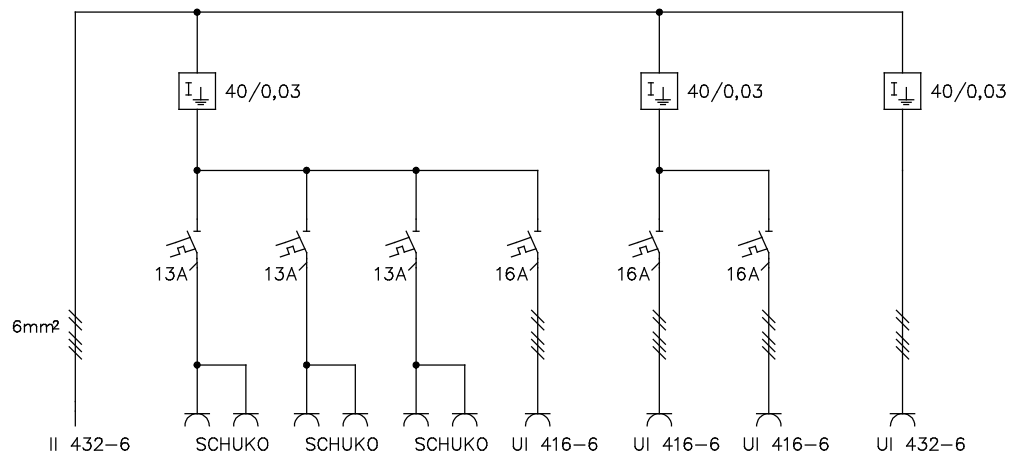 40/0,03 40/0,03 40/0,03
13A 13A 13A 16A 16A 16A
6mm²
II 432-6 SCHUKO SCHUKO SCHUKO UI 416-6 UI 416-6 UI 416-6 UI 432-6